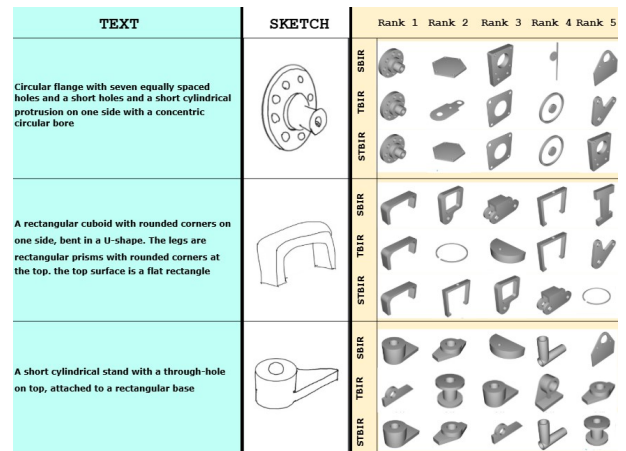 TEXT
SKETCH
Rank 1 Rank 2 Rank 3 Rank 4 Rank 5
Circular flange with seven equally spaced
holes and a short holes and a short cylindrical
protrusion on one side with a concentric
circular bore
SBIR
TBIR
STBIR
A rectangular cuboid with rounded corners on
one side, bent in a U-shape. The legs are
rectangular prisms with rounded corners at
the top. the top surface is a flat rectangle
SBIR
TBIR
STBIR
A short cylindrical stand with a through-hole
on top, attached to a rectangular base
SBIR
TBIR
STBIR